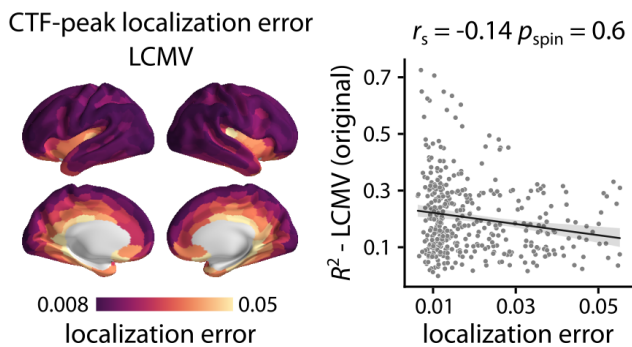 CTF-peak localization error
LCMV
0.008
0.05
localization error
rs = -0.14 pspin = 0.6
R² - LCMV (original)
0.7
0.5
0.3
0.1
0.01
0.03
0.05
localization error